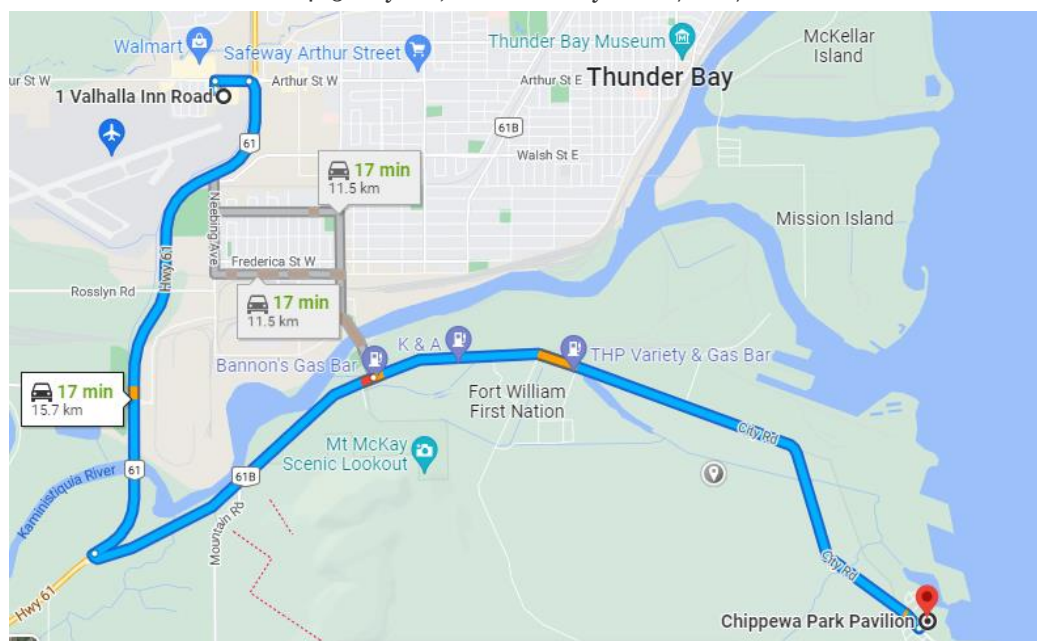 McKellar
Island
Walmart
Safeway Arthur Street
Thunder Bay Museum
ur St W
Arthur St W
Arthur St E
Thunder Bay
1 Valhalla Inn Road
61
61B
Walsh St E
17 min
11.5 km
Neebing Ave
Mission Island
Hwy 61
Frederica St W
Rosslyn Rd
17 min
11.5 km
K & A
THP Variety & Gas Bar
Bannon's Gas Bar
17 min
15.7 km
Fort William
First Nation
City Rd
Mt McKay
Scenic Lookout
61
61B
Kaministiquia River
Mountain Rd
City Rd
Hwy 61
Chippewa Park Pavilion